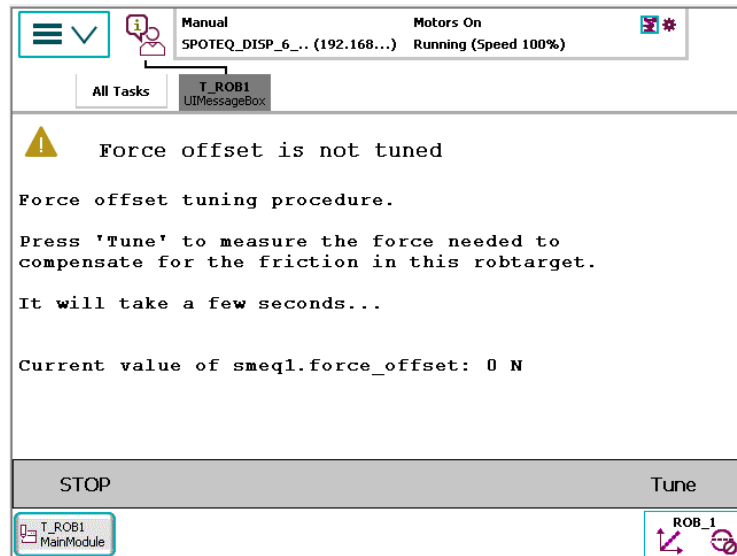 Manual Motors On
SPOTEQ_DISP_6_.. (192.168...) Running (Speed 100%)
All Tasks
T_ROB1
UIMessageBox
Force offset is not tuned
Force offset tuning procedure.
Press 'Tune' to measure the force needed to
compensate for the friction in this robtarget.
It will take a few seconds...
Current value of smeq1.force_offset: 0 N
STOP Tune
T_ROB1
MainModule
ROB_1